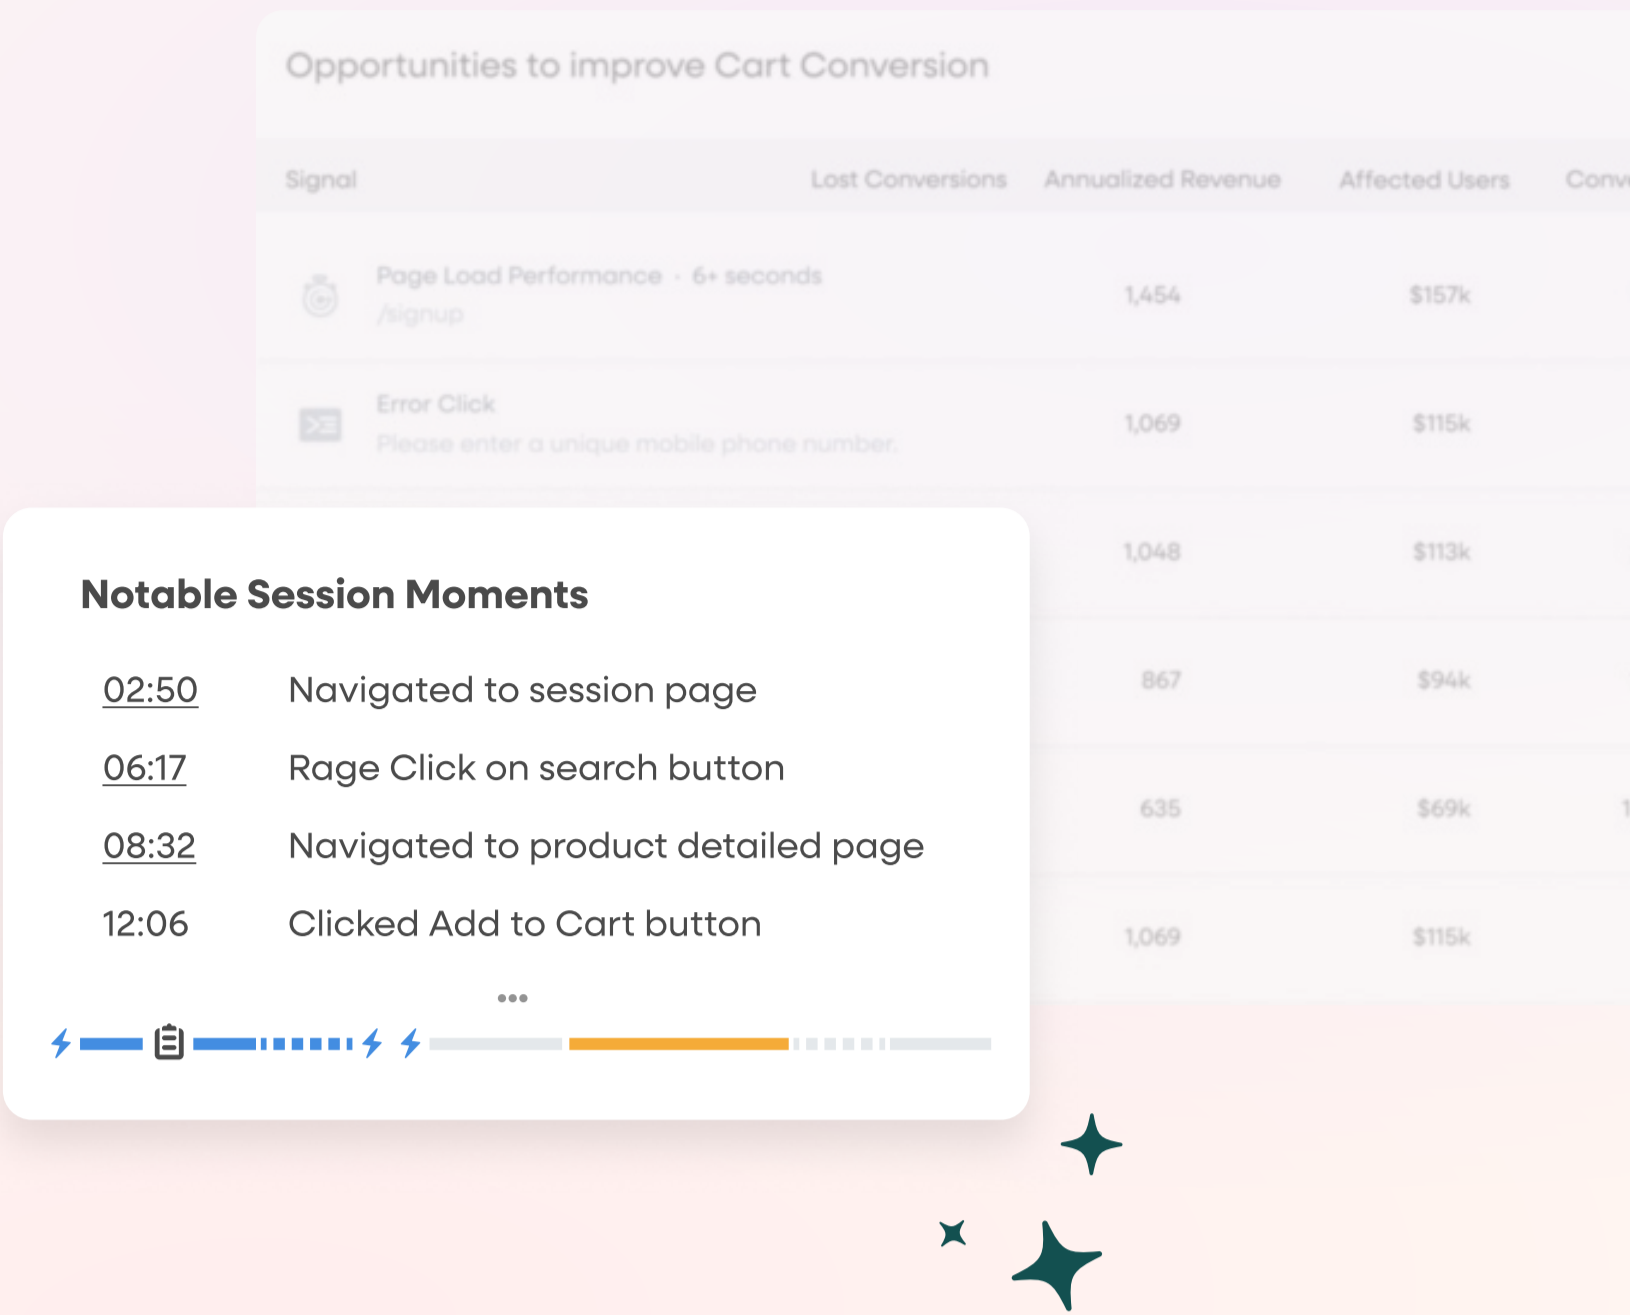 Opportunities to improve Cart Conversion
Signal Lost Conversions Annualized Revenue Affected Users
Page Load Performance · 6+ seconds
/signup
1,454 $157k
Error Click
Please enter a unique mobile phone number.
1,069 $115k
1,048 $113k
867 $94k
635 $69k
1,069 $115k
Notable Session Moments
02:50 Navigated to session page
06:17 Rage Click on search button
08:32 Navigated to product detailed page
12:06 Clicked Add to Cart button